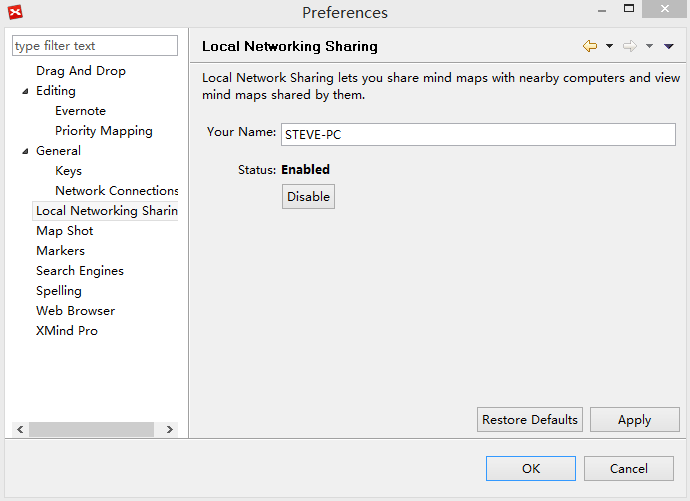 Preferences
type filter text
Drag And Drop
Editing
Evernote
Priority Mapping
General
Keys
Network Connections
Local Networking Sharin
Map Shot
Markers
Search Engines
Spelling
Web Browser
XMind Pro
Local Networking Sharing
Local Network Sharing lets you share mind maps with nearby computers and view
mind maps shared by them.
Your Name: STEVE-PC
Status: Enabled
Disable
Restore Defaults Apply
OK Cancel